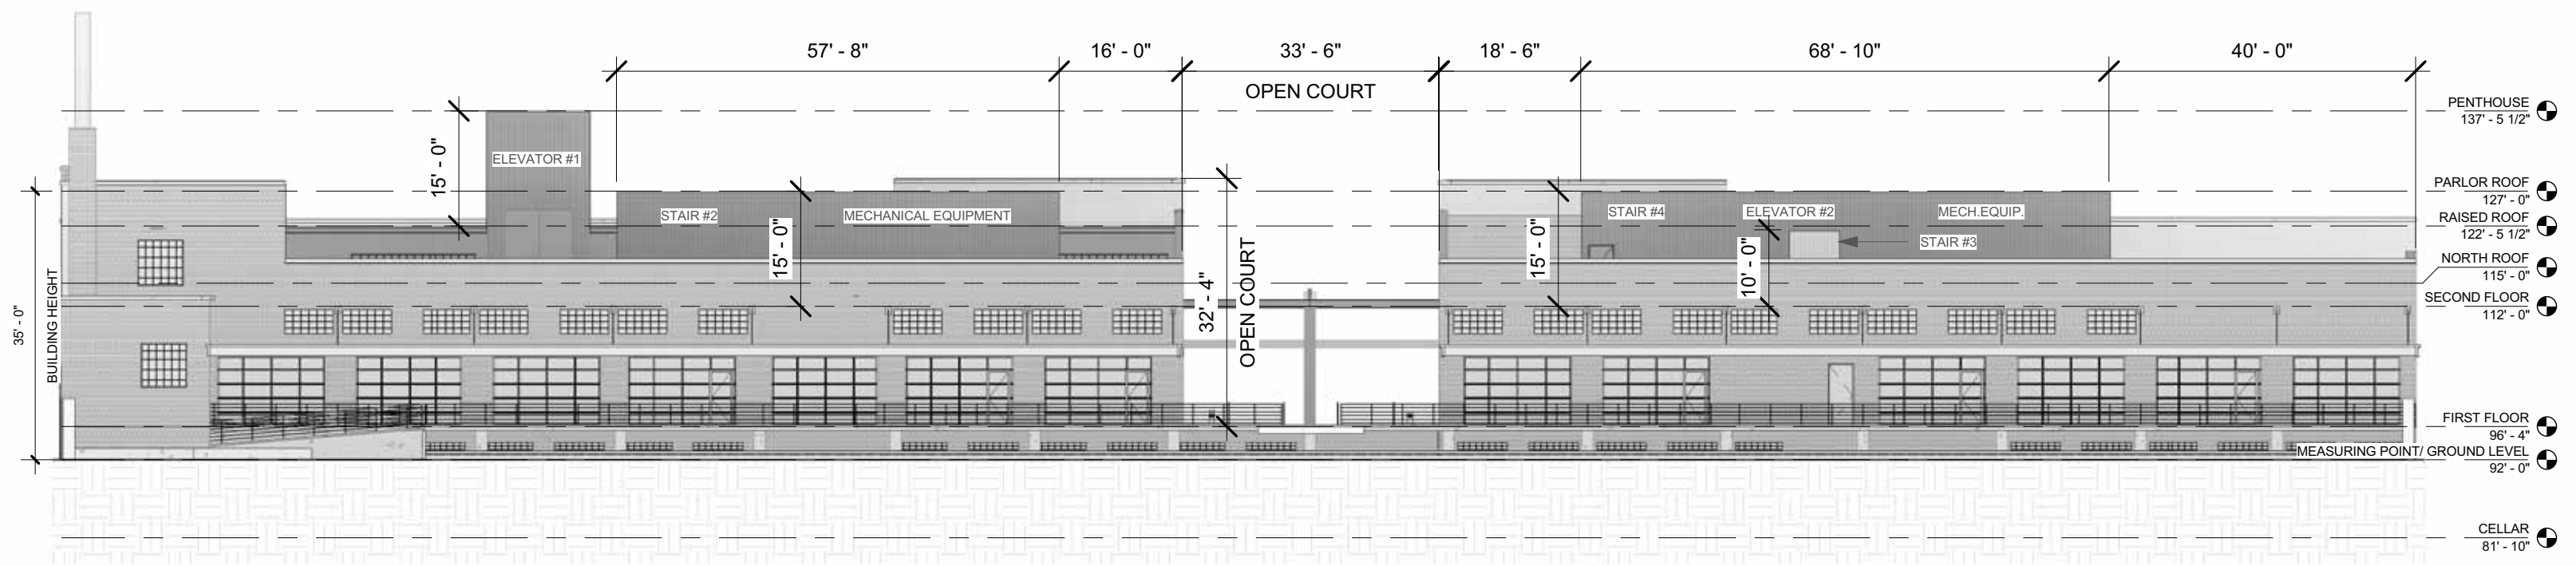 57' - 8"
16' - 0"
33' - 6"
18' - 6"
68' - 10"
40' - 0"
OPEN COURT
PENTHOUSE
137' - 5 1/2"
15' - 0"
ELEVATOR #1
PARLOR ROOF
127' - 0"
STAIR #2
MECHANICAL EQUIPMENT
STAIR #4
ELEVATOR #2
MECH.EQUIP.
RAISED ROOF
122' - 5 1/2"
15' - 0"
15' - 0"
STAIR #3
10' - 0"
NORTH ROOF
115' - 0"
32' - 4"
OPEN COURT
SECOND FLOOR
112' - 0"
35' - 0"
BUILDING HEIGHT
FIRST FLOOR
96' - 4"
MEASURING POINT/ GROUND LEVEL
92' - 0"
CELLAR
81' - 10"